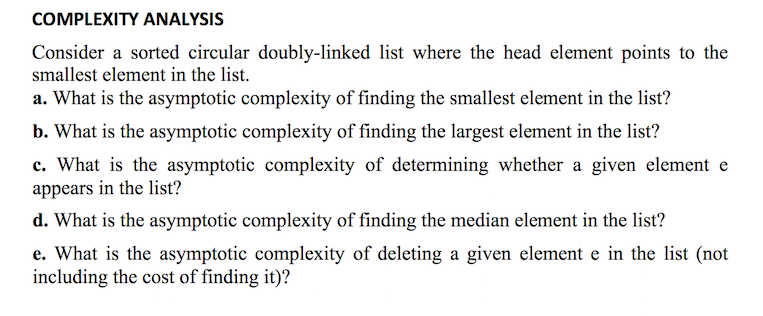 COMPLEXITY ANALYSIS
Consider a sorted circular doubly-linked list where the head element points to the
smallest element in the list.
a. What is the asymptotic complexity of finding the smallest element in the list?
b. What is the asymptotic complexity of finding the largest element in the list?
c. What is the asymptotic complexity of determining whether a given element e
appears in the list?
d. What is the asymptotic complexity of finding the median element in the list?
e. What is the asymptotic complexity of deleting a given element e in the list (not
including the cost of finding it)?